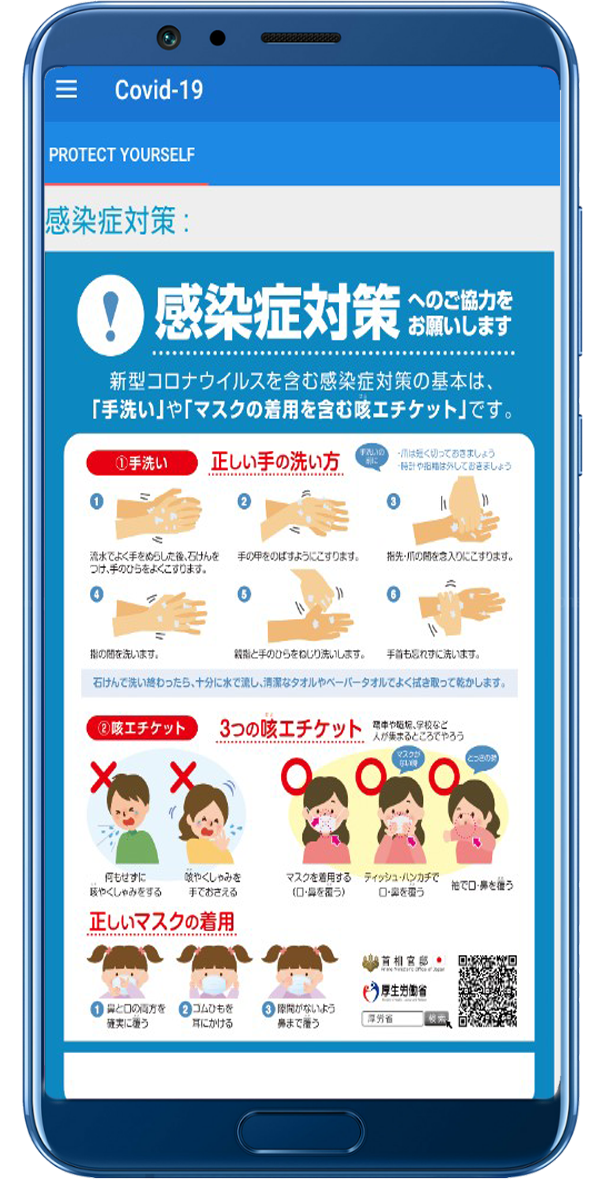 Covid-19
PROTECT YOURSELF
感染症対策 :
感染症対策
へのご協力を
お願いします
新型コロナウイルスを含む感染症対策の基本は、
「手洗い」や「マスクの着用を含む咳エチケット」です。
①手洗い
正しい手の洗い方
手洗いの
前に
・爪は短く切っておきましょう
・時計や指輪は外しておきましょう
1
流水でよく手をぬらした後、石けんを
つけ、手のひらをよくこすります。
2
手の甲をのばすようにこすります。
3
指先・爪の間を念入りにこすります。
4
指の間を洗います。
5
親指と手のひらをねじり洗いします。
6
手首も忘れずに洗います。
石けんで洗い終わったら、十分に水で流し、清潔なタオルやペーパータオルでよく拭き取って乾かします。
②咳エチケット
3つの咳エチケット
電車や職場、学校など
人が集まるところでやろう
マスクが
ない時
とっさの時
何もせずに
咳やくしゃみをする
咳やくしゃみを
手でおさえる
マスクを着用する
(口・鼻を覆う)
ティッシュ・ハンカチで
口・鼻を覆う
袖で口・鼻を覆う
正しいマスクの着用
1 鼻と口の両方を
確実に覆う
2 ゴムひもを
耳にかける
3 隙間がないよう
鼻まで覆う
首相官邸
Prime Minister's Office of Japan
厚生労働省
厚労省
検索